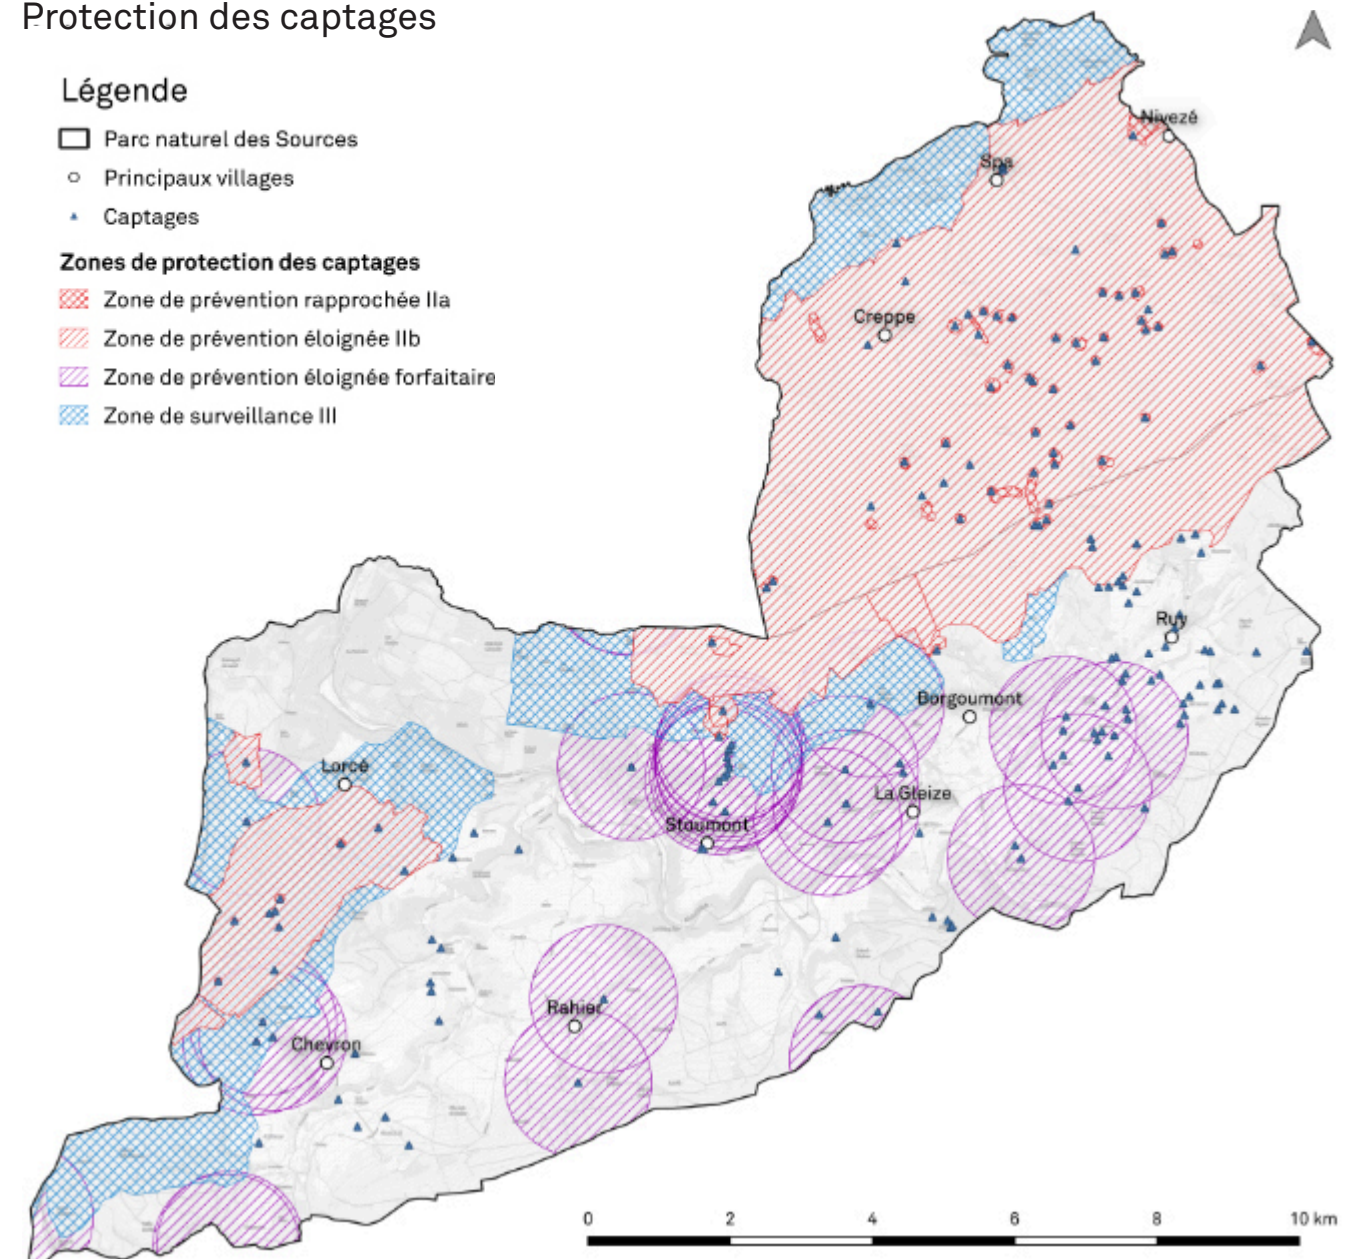 Protection des captages
Légende
Parc naturel des Sources
Principaux villages
Captages
Zones de protection des captages
Zone de prévention rapprochée IIa
Zone de prévention éloignée IIb
Zone de prévention éloignée forfaitaire
Zone de surveillance III
Nivezé
Spa
Creppe
Ruy
Borgoumont
Lorcé
La Gleize
Stoumont
Rahier
Chevron
0 2 4 6 8 10 km